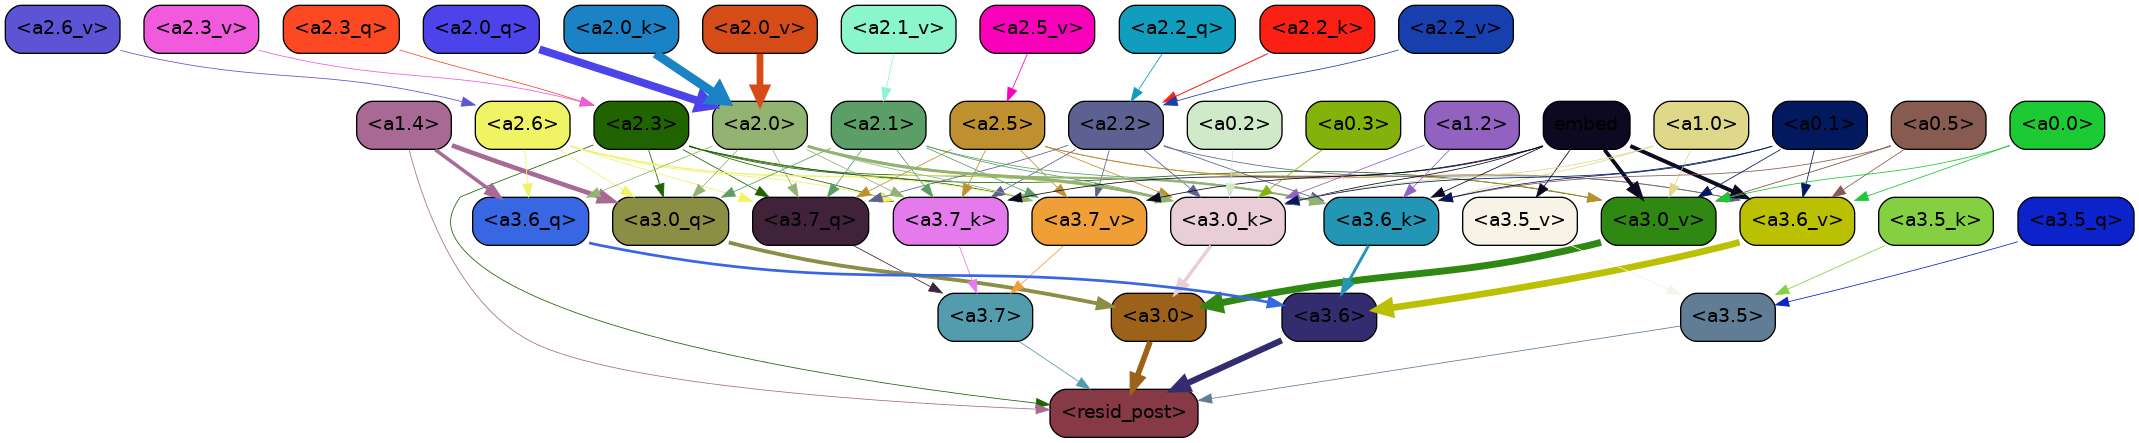 <a2.6_v> <a2.3_v> <a2.3_q> <a2.0_q> <a2.0_k> <a2.0_v> <a2.1_v> <a2.5_v> <a2.2_q> <a2.2_k> <a2.2_v>
<a1.4> <a2.6> <a2.3> <a2.0> <a2.1> <a2.5> <a2.2> <a0.2> <a0.3> <a1.2> embed <a1.0> <a0.1> <a0.5> <a0.0>
<a3.6_q> <a3.0_q> <a3.7_q> <a3.7_k> <a3.7_v> <a3.0_k> <a3.6_k> <a3.5_v> <a3.0_v> <a3.6_v> <a3.5_k> <a3.5_q>
<a3.7> <a3.0> <a3.6> <a3.5>
<resid_post>